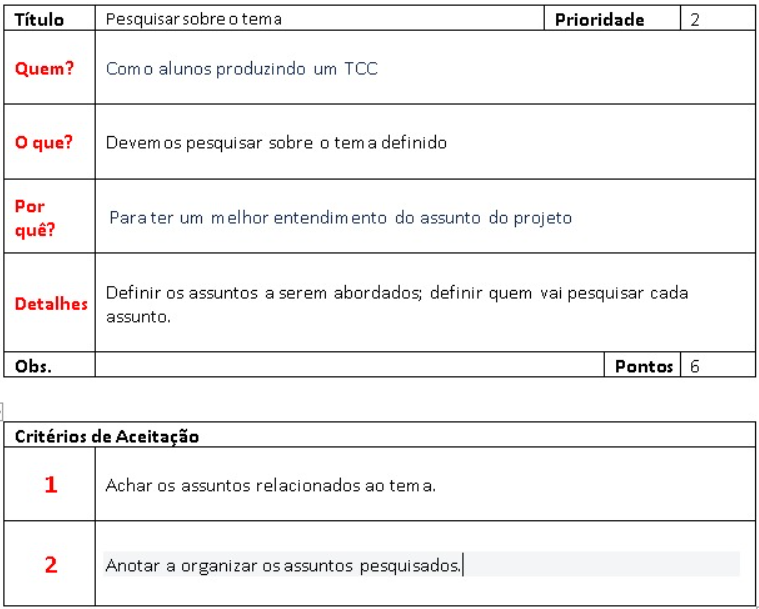 Título Pesquisar sobre o tema Prioridade 2
Quem? Como alunos produzindo um TCC
O que? Devemos pesquisar sobre o tema definido
Por
quê? Para ter um melhor entendimento do assunto do projeto
Detalhes Definir os assuntos a serem abordados; definir quem vai pesquisar cada
assunto.
Obs. Pontos 6
Critérios de Aceitação
1 Achar os assuntos relacionados ao tema.
2 Anotar a organizar os assuntos pesquisados.